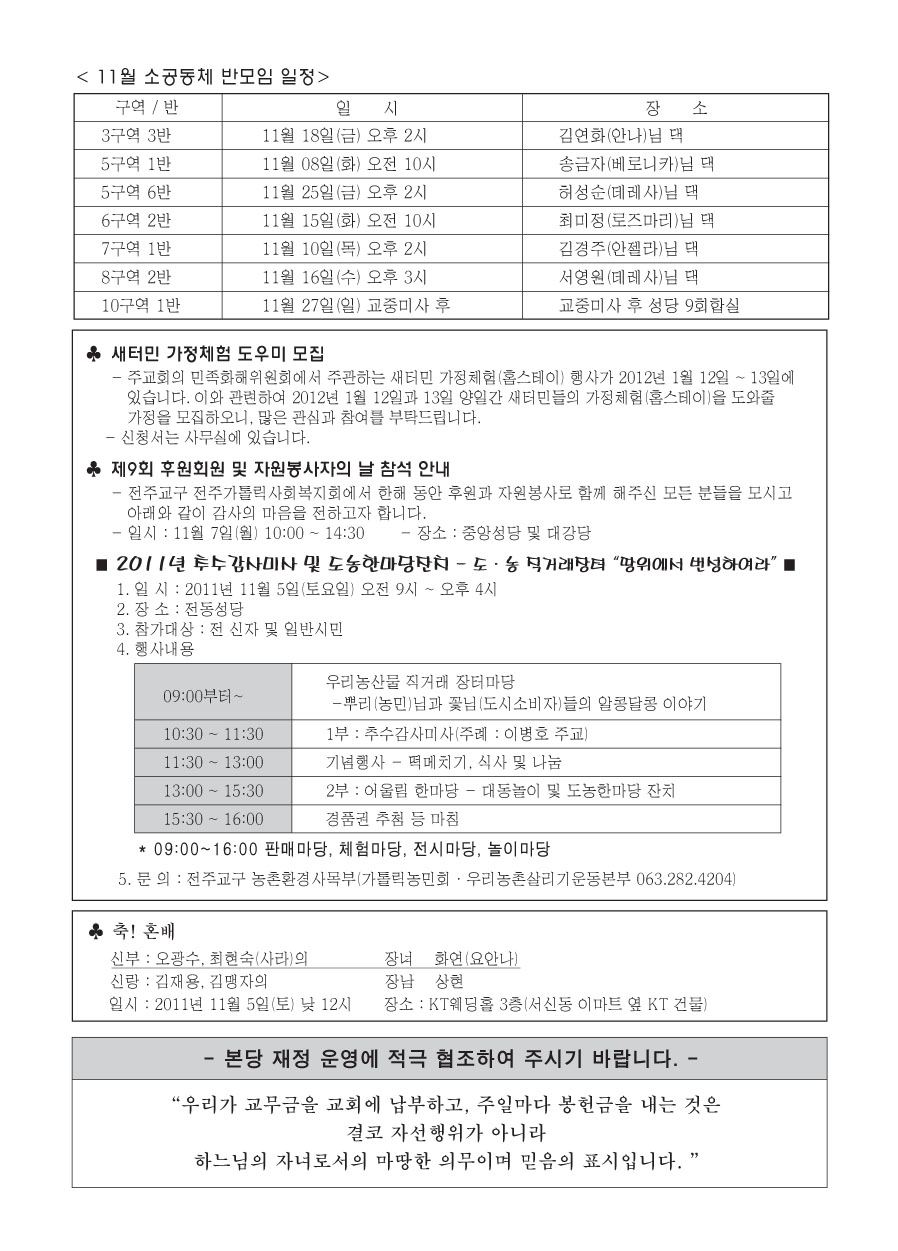 < 11월 소공동체 반모임 일정>
구역 / 반 일 시 장 소
3구역 3반 11월 18일(금) 오후 2시 김연화(안나)님 댁
5구역 1반 11월 08일(화) 오전 10시 송금자(베로니카)님 댁
5구역 6반 11월 25일(금) 오후 2시 허성순(데레사)님 댁
6구역 2반 11월 15일(화) 오전 10시 최미정(로즈마리)님 댁
7구역 1반 11월 10일(목) 오후 2시 김경주(안젤라)님 댁
8구역 2반 11월 16일(수) 오후 3시 서영원(데레사)님 댁
10구역 1반 11월 27일(일) 교중미사 후 교중미사 후 성당 9회합실
♣ 새터민 가정체험 도우미 모집
- 주교회의 민족화해위원회에서 주관하는 새터민 가정체험(홈스테이) 행사가 2012년 1월 12일 ~ 13일에
있습니다. 이와 관련하여 2012년 1월 12일과 13일 양일간 새터민들의 가정체험(홈스테이)을 도와줄
가정을 모집하오니, 많은 관심과 참여를 부탁드립니다.
- 신청서는 사무실에 있습니다.
♣ 제9회 후원회원 및 자원봉사자의 날 참석 안내
- 전주교구 전주가톨릭사회복지회에서 한해 동안 후원과 자원봉사로 함께 해주신 모든 분들을 모시고
아래와 같이 감사의 마음을 전하고자 합니다.
- 일시 : 11월 7일(월) 10:00 ~ 14:30 - 장소 : 중앙성당 및 대강당
■ 2011년 추수감사미사 및 도농한마당잔치 - 도 · 농 직거래장터 “땅위에서 번성하여라” ■
1. 일 시 : 2011년 11월 5일(토요일) 오전 9시 ~ 오후 4시
2. 장 소 : 전동성당
3. 참가대상 : 전 신자 및 일반시민
4. 행사내용
09:00부터~ 우리농산물 직거래 장터마당
-뿌리(농민)님과 꽃님(도시소비자)들의 알콩달콩 이야기
10:30 ~ 11:30 1부 : 추수감사미사(주례 : 이병호 주교)
11:30 ~ 13:00 기념행사 - 떡메치기, 식사 및 나눔
13:00 ~ 15:30 2부 : 어울림 한마당 - 대동놀이 및 도농한마당 잔치
15:30 ~ 16:00 경품권 추첨 등 마침
* 09:00~16:00 판매마당, 체험마당, 전시마당, 놀이마당
5. 문 의 : 전주교구 농촌환경사목부(가톨릭농민회 · 우리농촌살리기운동본부 063.282.4204)
♣ 축! 혼배
신부 : 오광수, 최현숙(사라)의 장녀 화연(요안나)
신랑 : 김재용, 김맹자의 장남 상현
일시 : 2011년 11월 5일(토) 낮 12시 장소 : KT웨딩홀 3층(서신동 이마트 옆 KT 건물)
- 본당 재정 운영에 적극 협조하여 주시기 바랍니다. -
“우리가 교무금을 교회에 납부하고, 주일마다 봉헌금을 내는 것은
결코 자선행위가 아니라
하느님의 자녀로서의 마땅한 의무이며 믿음의 표시입니다. ”